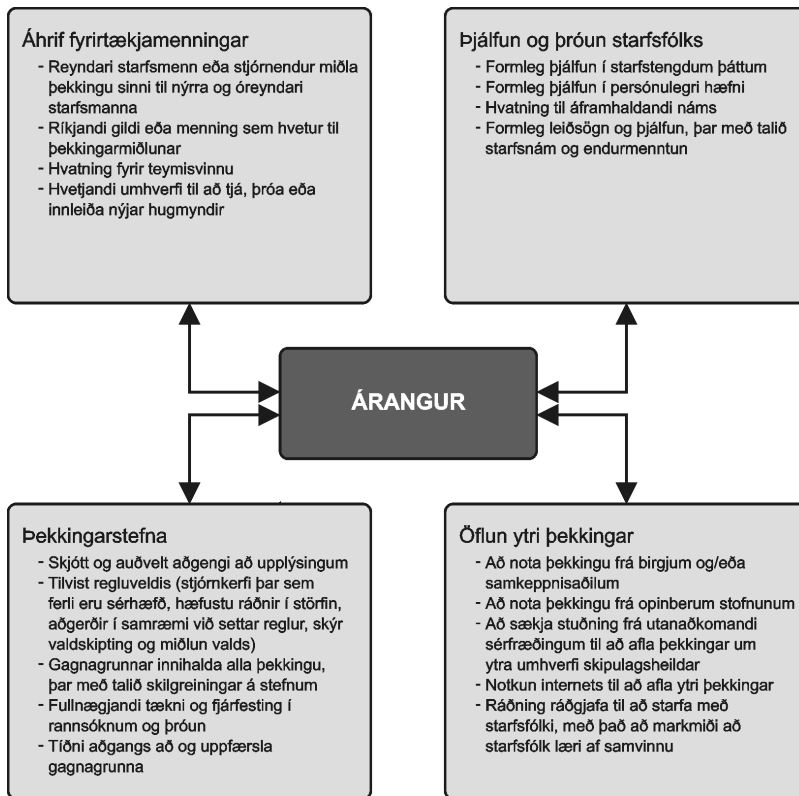 Áhrif fyrirtækjamenningar
- Reyndari starfsmenn eða stjórnendur miðla
þekkingu sinni til nýrra og óreyndari
starfsmanna
- Ríkjandi gildi eða menning sem hvetur til
þekkingarmiðlunar
- Hvatning fyrir teymisvinnu
- Hvetjandi umhverfi til að tjá, þróa eða
innleiða nýjar hugmyndir
Þjálfun og þróun starfsfólks
- Formleg þjálfun í starfstengdum þáttum
- Formleg þjálfun í persónulegri hæfni
- Hvatning til áframhaldandi náms
- Formleg leiðsögn og þjálfun, þar með talið
starfsnám og endurmenntun
ÁRANGUR
Þekkingarstefna
- Skjótt og auðvelt aðgengi að upplýsingum
- Tilvist regluveldis (stjórnkerfi þar sem
ferli eru sérhæfð, hæfustu ráðnir í störfin,
aðgerðir í samræmi við settar reglur, skýr
valdskipting og miðlun valds)
- Gagnagrunnar innihalda alla þekkingu,
þar með talið skilgreiningar á stefnum
- Fullnægjandi tækni og fjárfesting í
rannsóknum og þróun
- Tíðni aðgangs að og uppfærsla
gagnagrunna
Öflun ytri þekkingar
- Að nota þekkingu frá birgjum og/eða
samkeppnisaðilum
- Að nota þekkingu frá opinberum stofnunum
- Að sækja stuðning frá utanaðkomandi
sérfræðingum til að afla þekkingar um
ytra umhverfi skipulagsheildar
- Notkun internets til að afla ytri þekkingar
- Ráðning ráðgjafa til að starfa með
starfsfólki, með það að markmiði að
starfsfólk læri af samvinnu